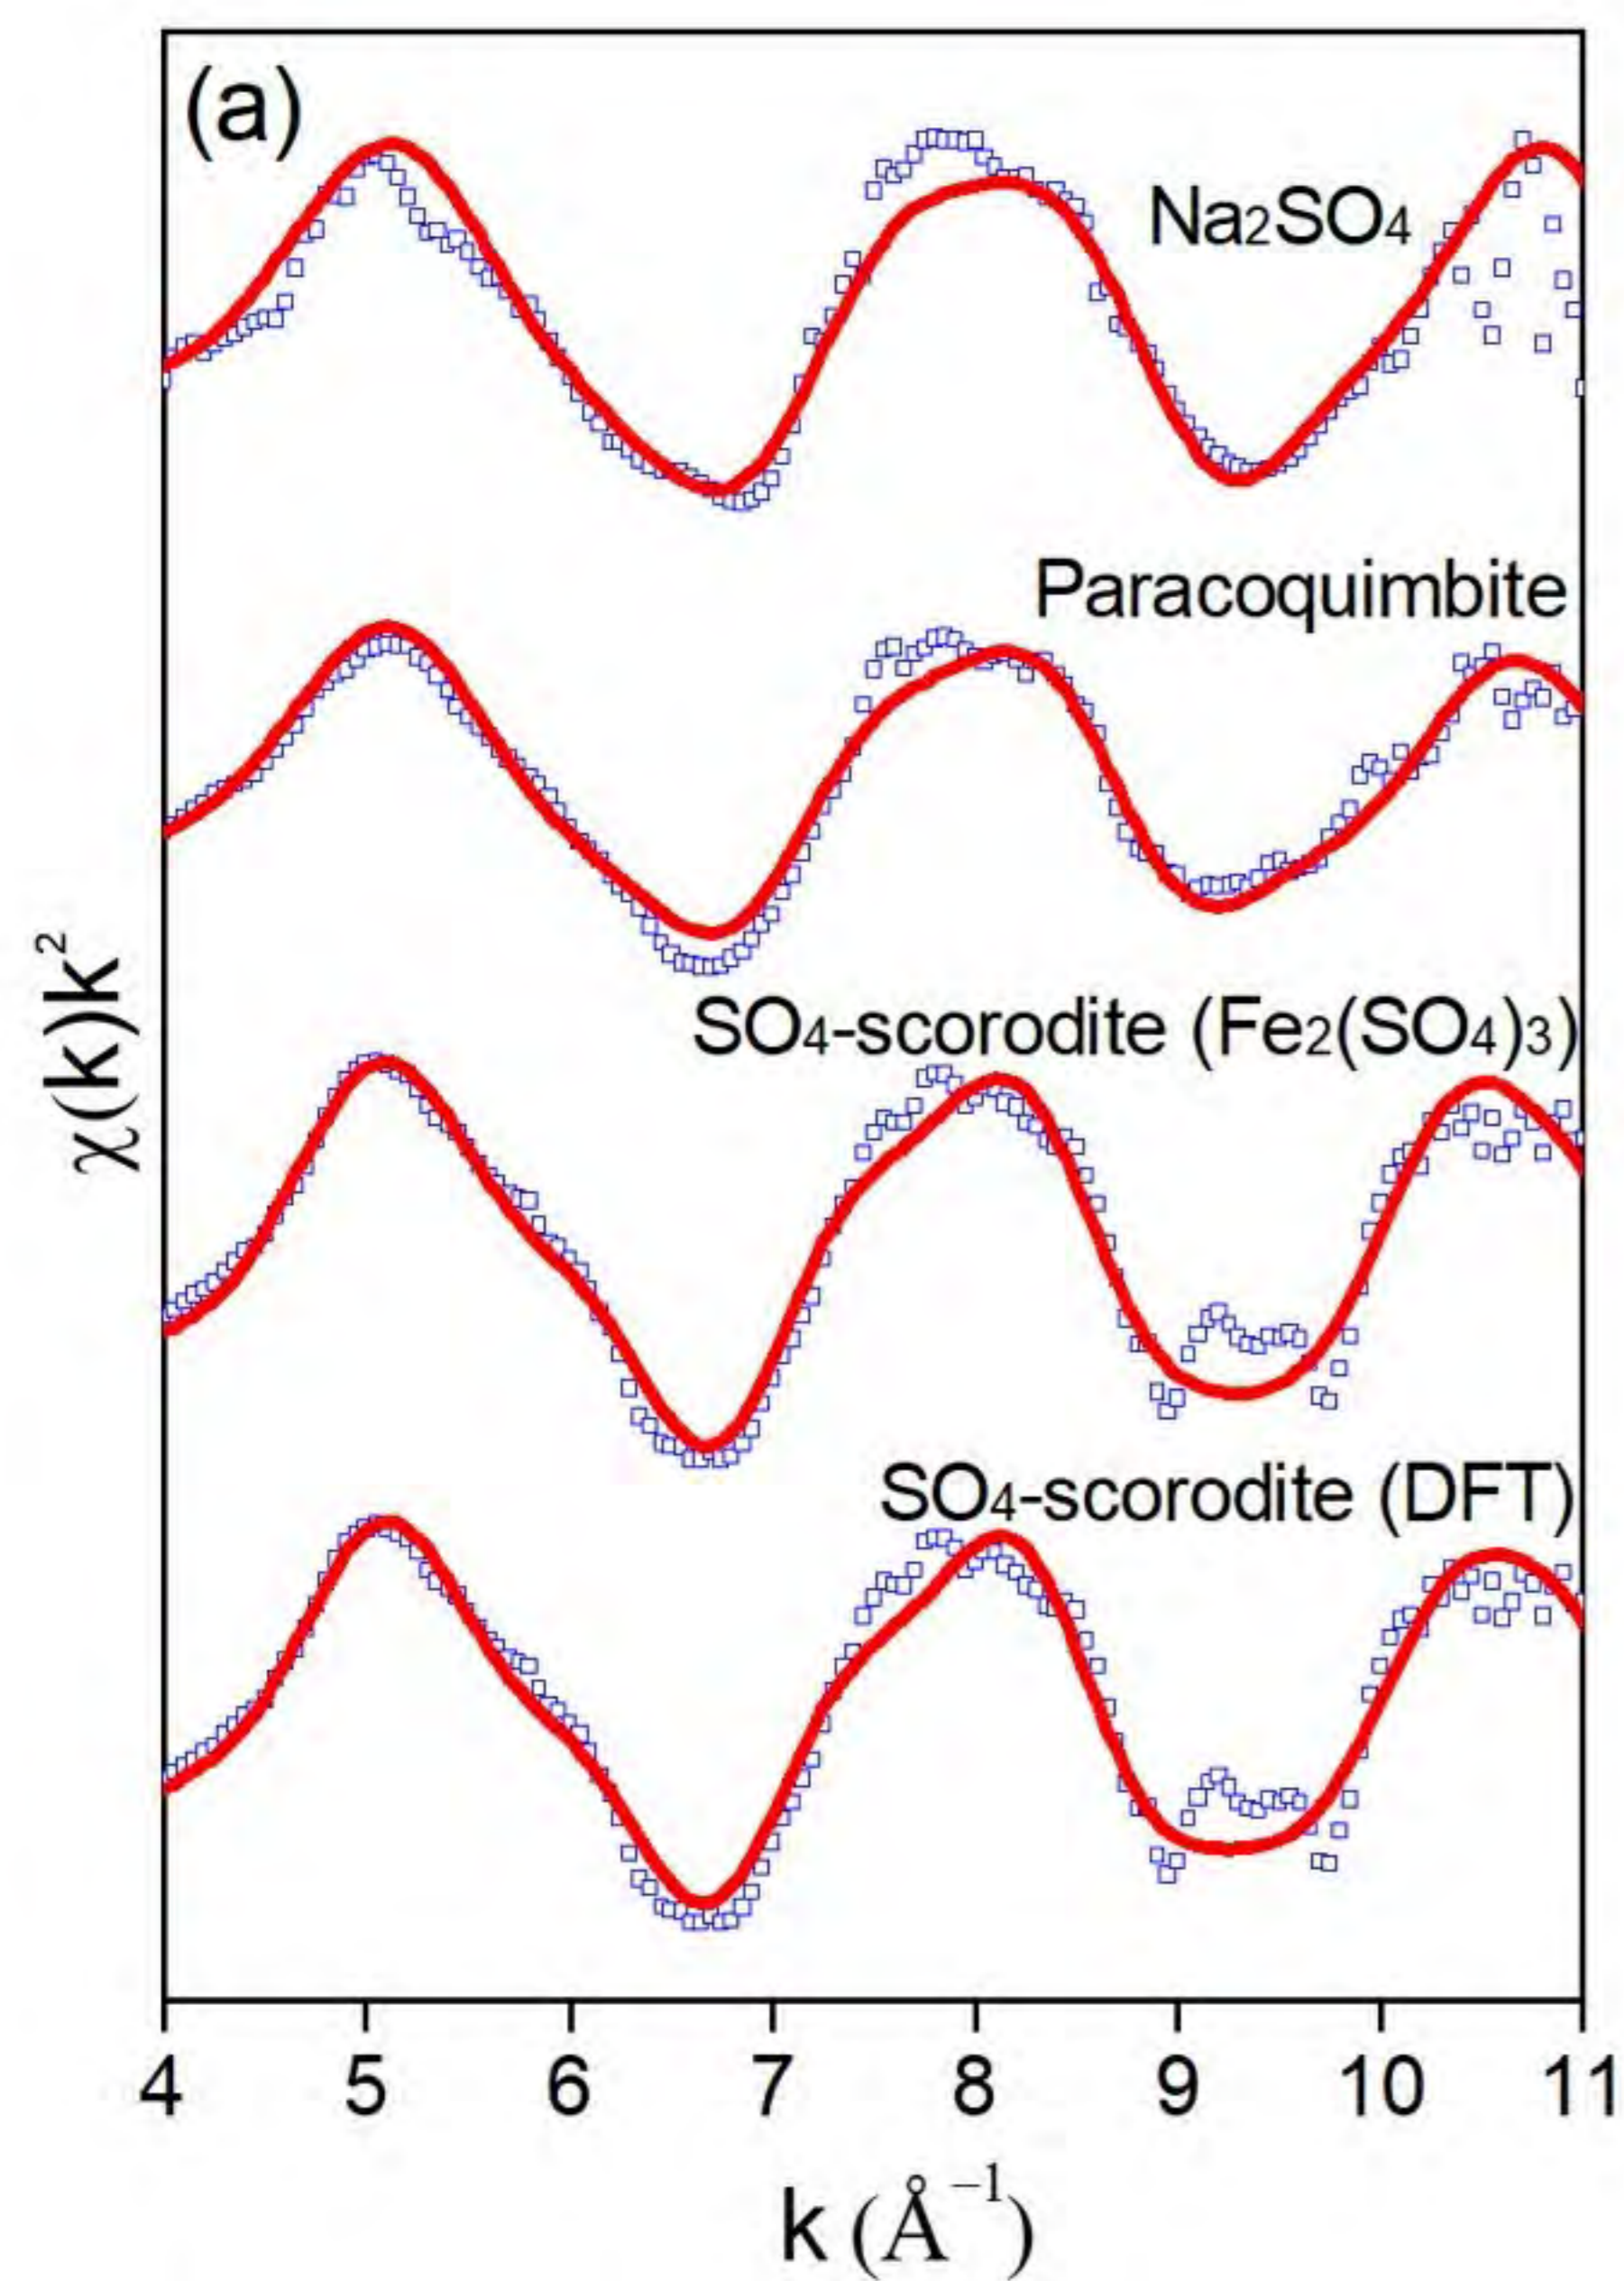 (a)
Na₂SO₄
Paracoquimbite
SO₄-scorodite (Fe₂(SO₄)₃)
SO₄-scorodite (DFT)
χ(k)k²
4 5 6 7 8 9 10 11
k (Å⁻¹)